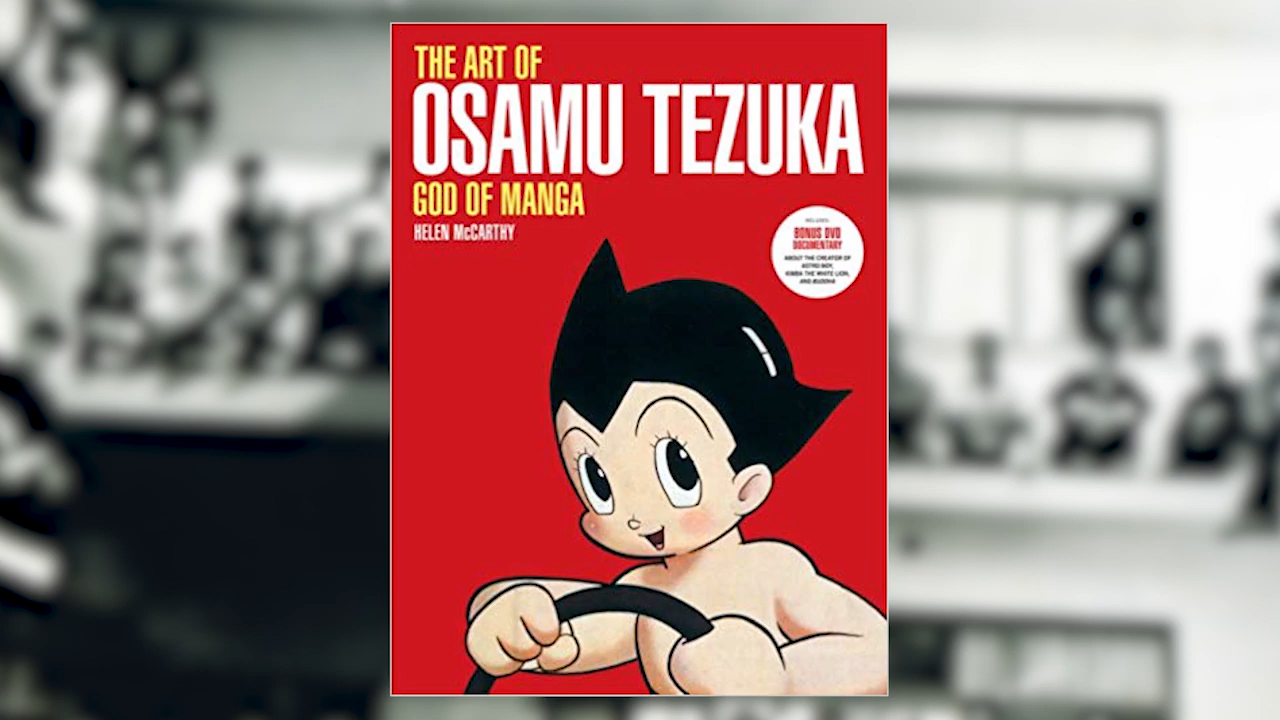 THE ART OF
OSAMU TEZUKA
GOD OF MANGA
HELEN McCARTHY
INCLUDES
BONUS DVD
DOCUMENTARY
ABOUT THE CREATOR OF
ASTRO BOY,
KIMBA THE WHITE LION,
AND BUDDHA